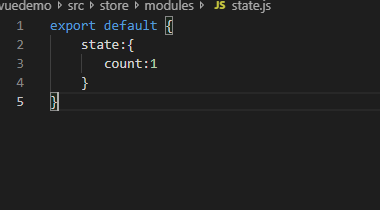 vuedemo > src > store > modules > JS state.js
1 export default {
2     state:{
3        count:1
4     }
5 }